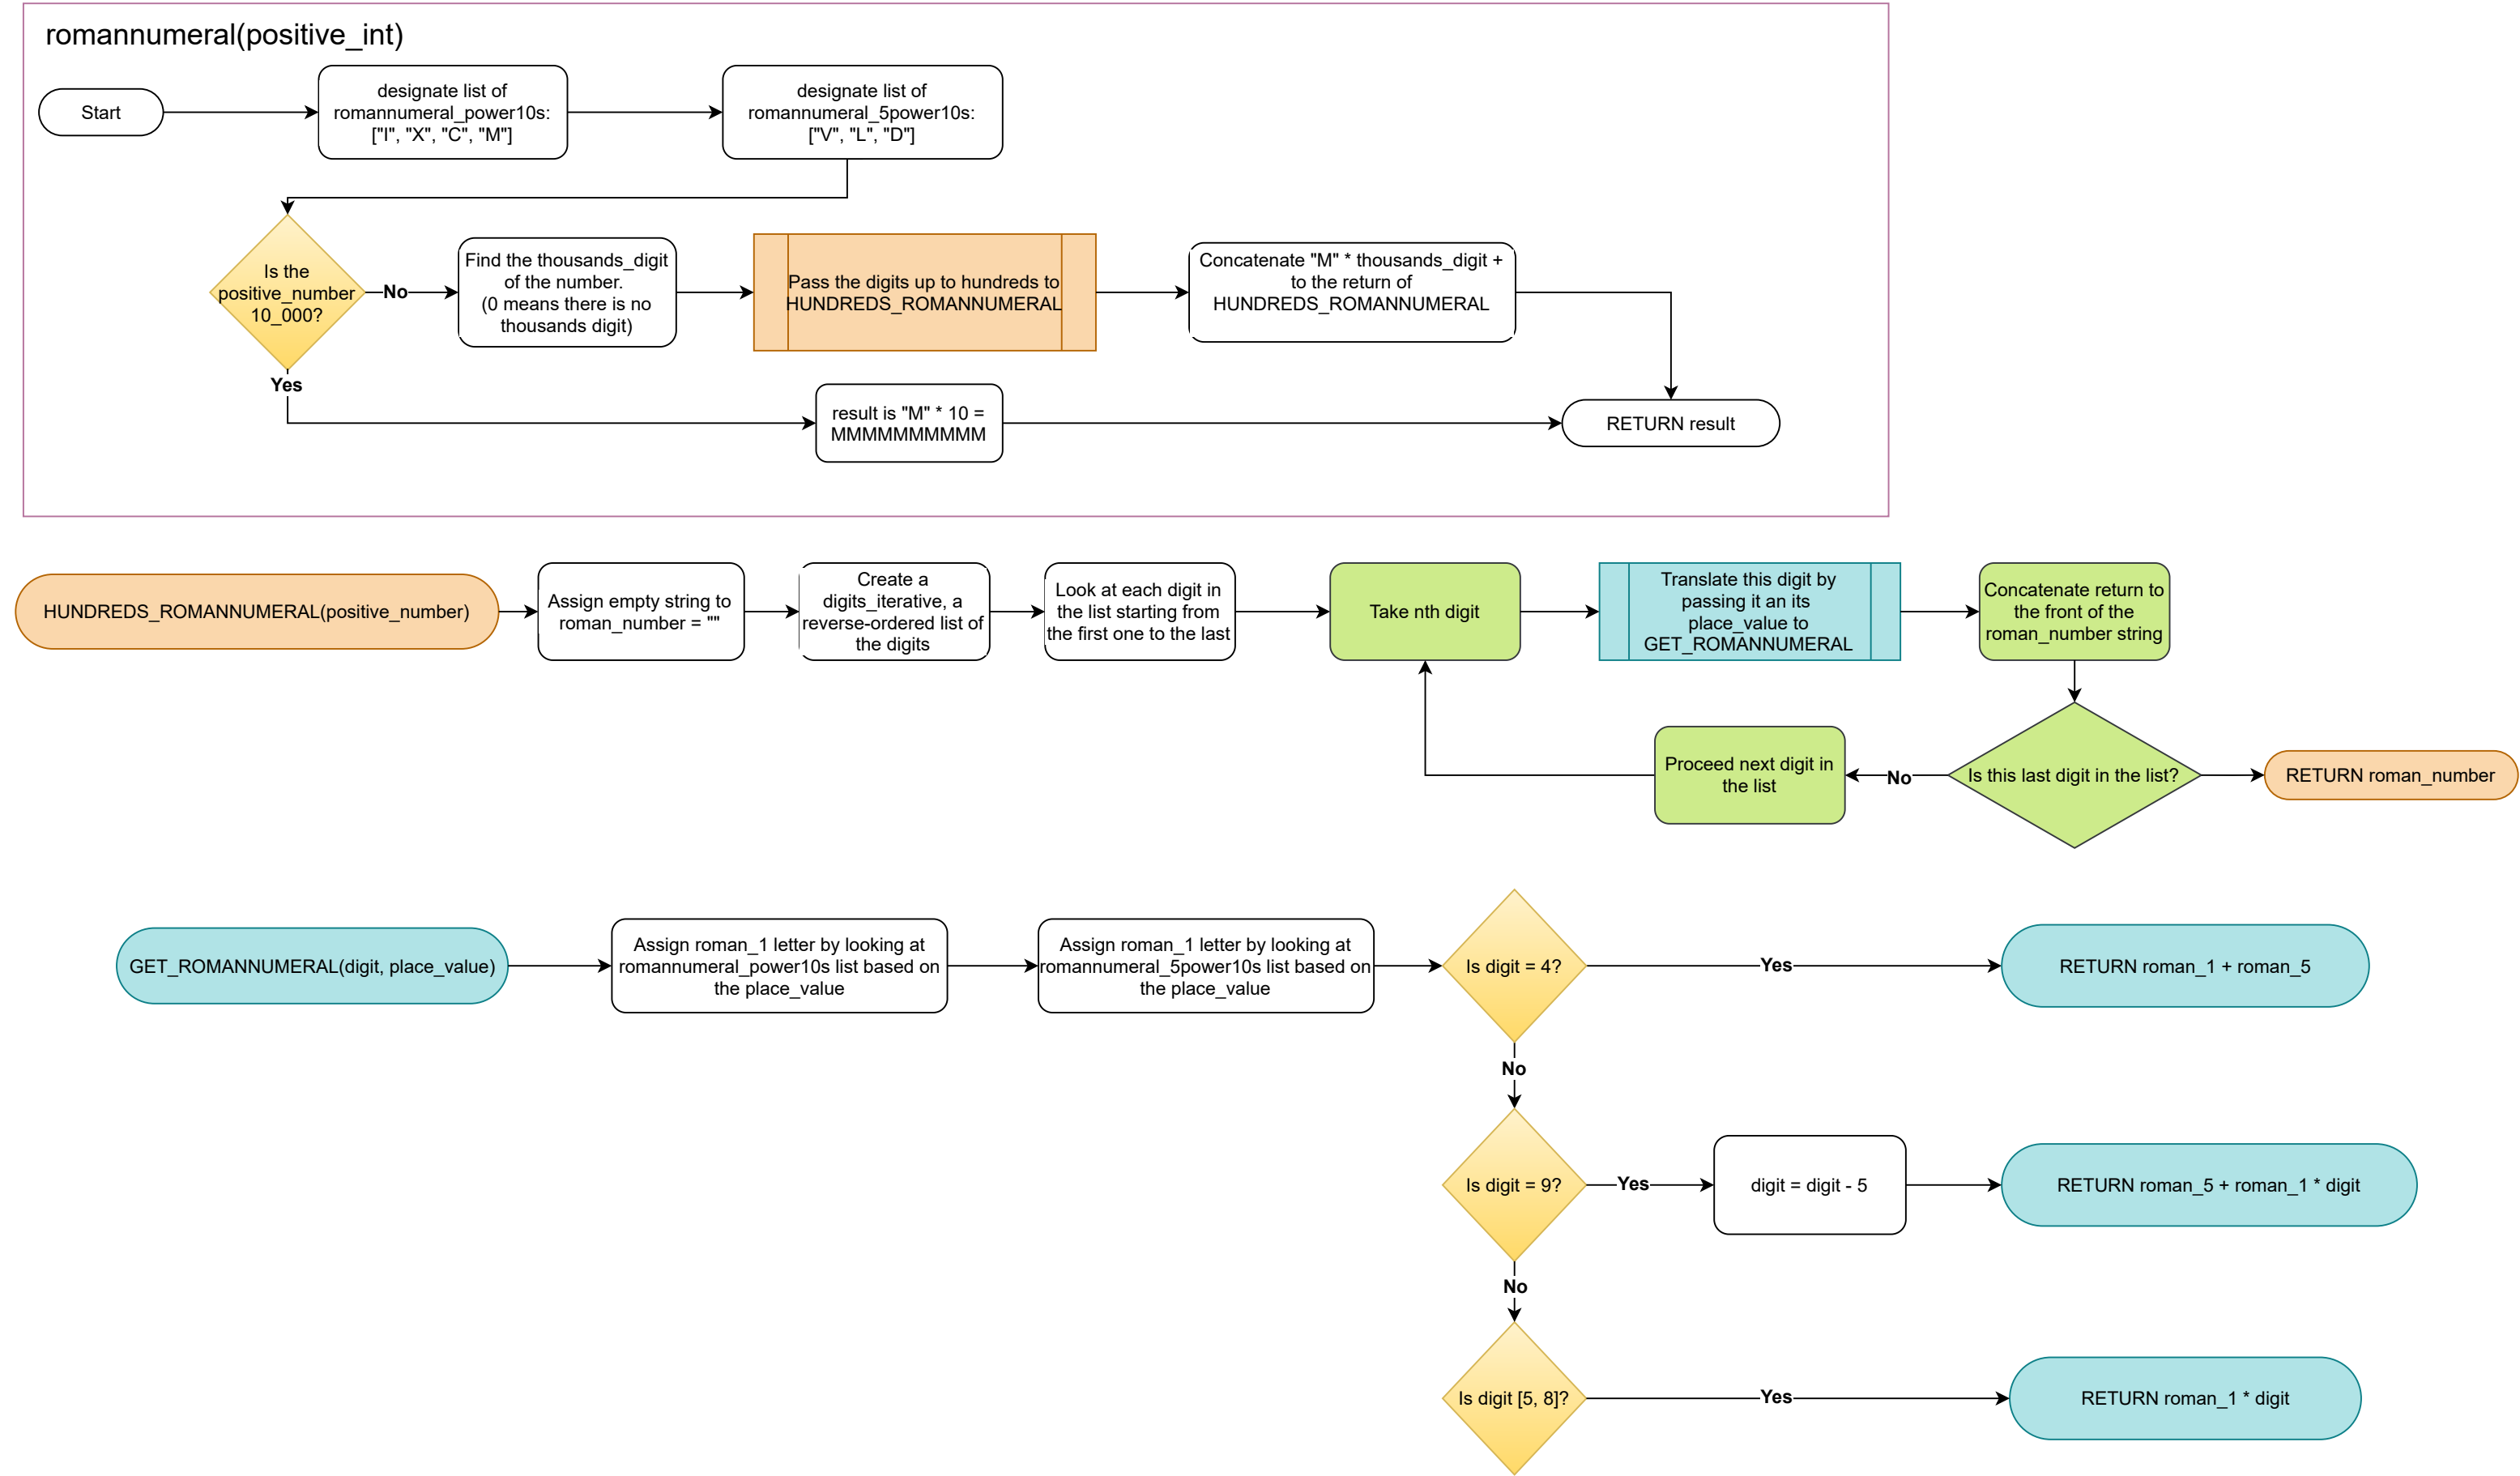 romannumeral(positive_int)
Start
designate list of
romannumeral_power10s:
["I", "X", "C", "M"]
designate list of
romannumeral_5power10s:
["V", "L", "D"]
Is the
positive_number
10_000?
No
Find the thousands_digit
of the number.
(0 means there is no
thousands digit)
Pass the digits up to hundreds to
HUNDREDS_ROMANNUMERAL
Concatenate "M" * thousands_digit +
to the return of
HUNDREDS_ROMANNUMERAL
Yes
result is "M" * 10 =
MMMMMMMMMM
RETURN result
HUNDREDS_ROMANNUMERAL(positive_number)
Assign empty string to
roman_number = ""
Create a
digits_iterative, a
reverse-ordered list of
the digits
Look at each digit in
the list starting from
the first one to the last
Take nth digit
Translate this digit by
passing it an its
place_value to
GET_ROMANNUMERAL
Concatenate return to
the front of the
roman_number string
Proceed next digit in
the list
No
Is this last digit in the list?
RETURN roman_number
GET_ROMANNUMERAL(digit, place_value)
Assign roman_1 letter by looking at
romannumeral_power10s list based on
the place_value
Assign roman_1 letter by looking at
romannumeral_5power10s list based on
the place_value
Is digit = 4?
Yes
RETURN roman_1 + roman_5
No
Is digit = 9?
Yes
digit = digit - 5
RETURN roman_5 + roman_1 * digit
No
Is digit [5, 8]?
Yes
RETURN roman_1 * digit